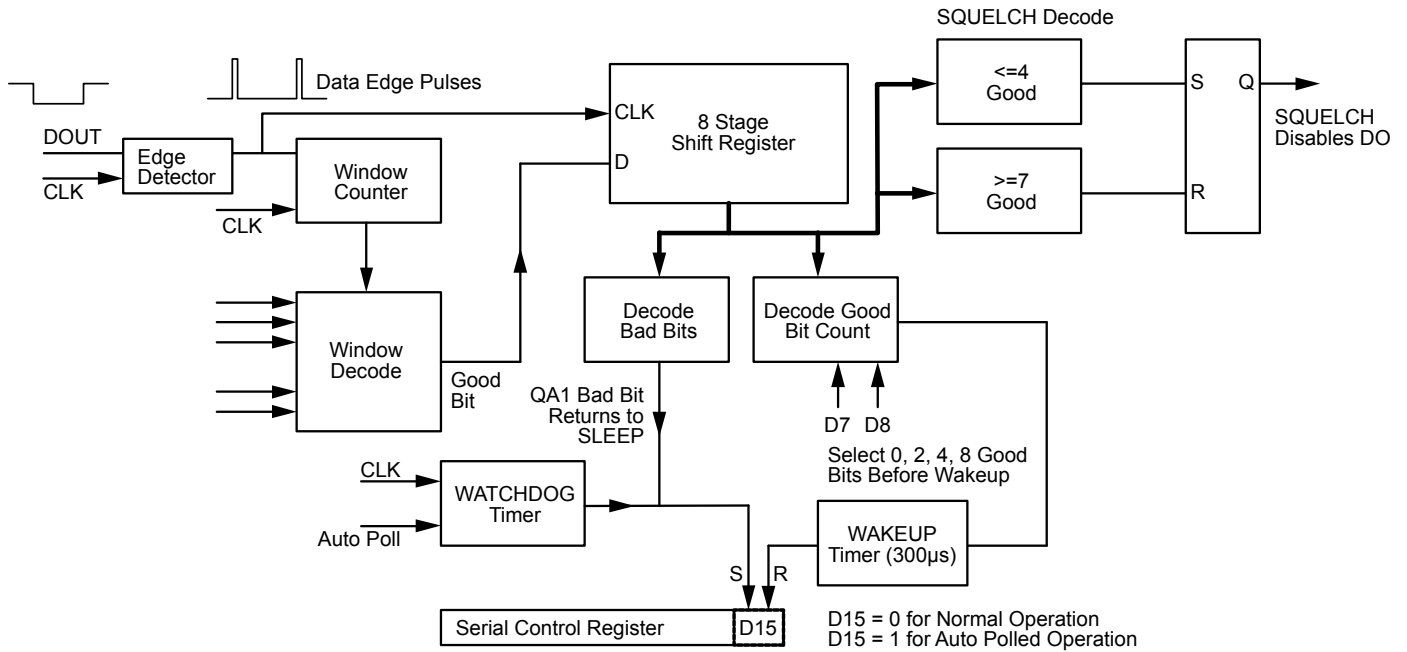 SQUELCH Decode
Data Edge Pulses
<=4
Good
S
Q
CLK
8 Stage
Shift Register
SQUELCH
Disables DO
DOUT
Edge
Detector
Window
Counter
D
>=7
Good
R
CLK
CLK
Decode
Bad Bits
Decode Good
Bit Count
Window
Decode
Good
Bit
QA1 Bad Bit
Returns to
SLEEP
D7
D8
Select 0, 2, 4, 8 Good
Bits Before Wakeup
CLK
WATCHDOG
Timer
Auto Poll
WAKEUP
Timer (300µs)
S
R
Serial Control Register
D15
D15 = 0 for Normal Operation
D15 = 1 for Auto Polled Operation